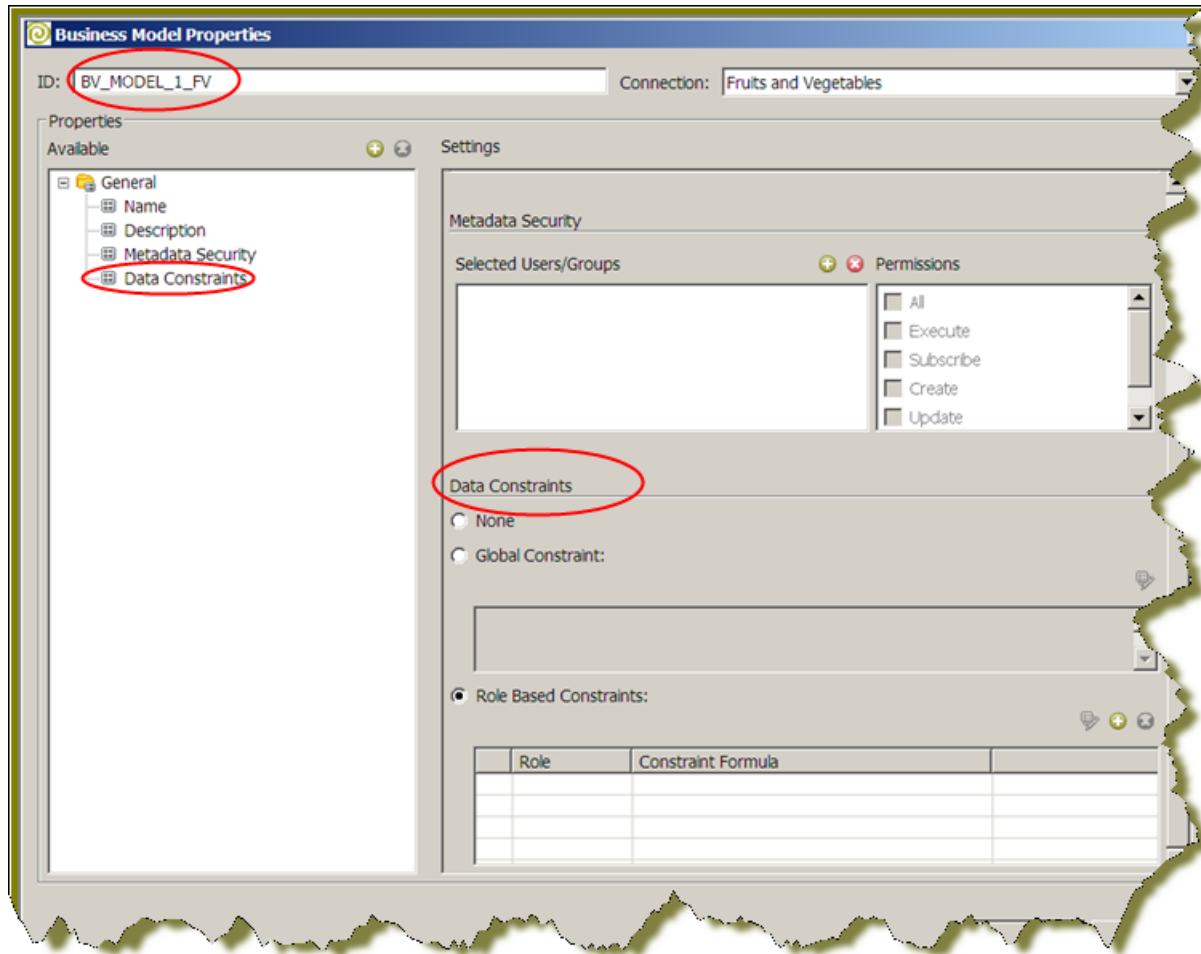 Business Model Properties
ID: BV_MODEL_1_FV Connection: Fruits and Vegetables
Properties
Available Settings
General
Name
Description
Metadata Security
Data Constraints
Metadata Security
Selected Users/Groups Permissions
All
Execute
Subscribe
Create
Update
Data Constraints
None
Global Constraint:
Role Based Constraints:
Role Constraint Formula